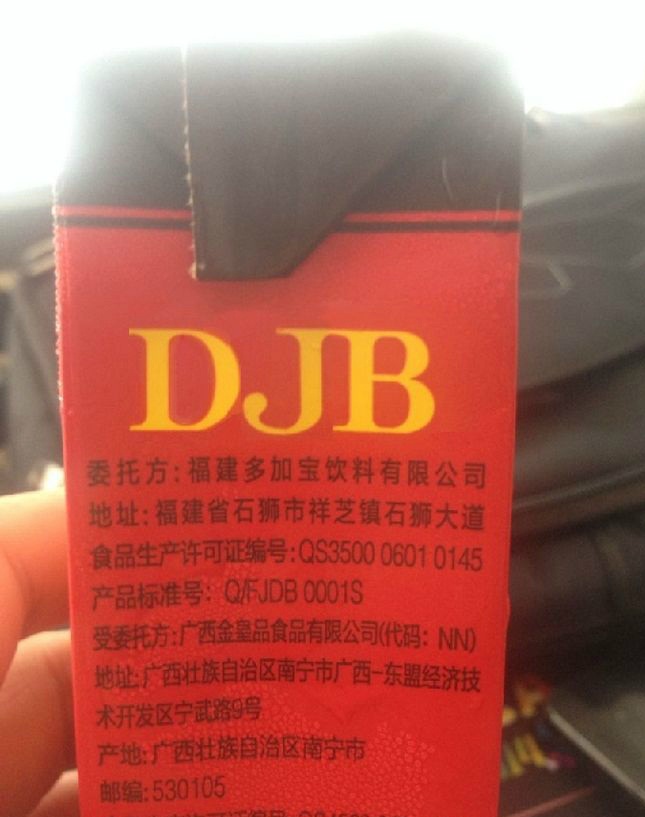 DJB
委托方:福建多加宝饮料有限公司
地址:福建省石狮市祥芝镇石狮大道
食品生产许可证编号:QS3500 0601 0145
产品标准号: Q/FJDB 0001S
受委托方:广西金皇品食品有限公司(代码: NN)
地址:广西壮族自治区南宁市广西-东盟经济技
术开发区宁武路9号
产地:广西壮族自治区南宁市
邮编:530105